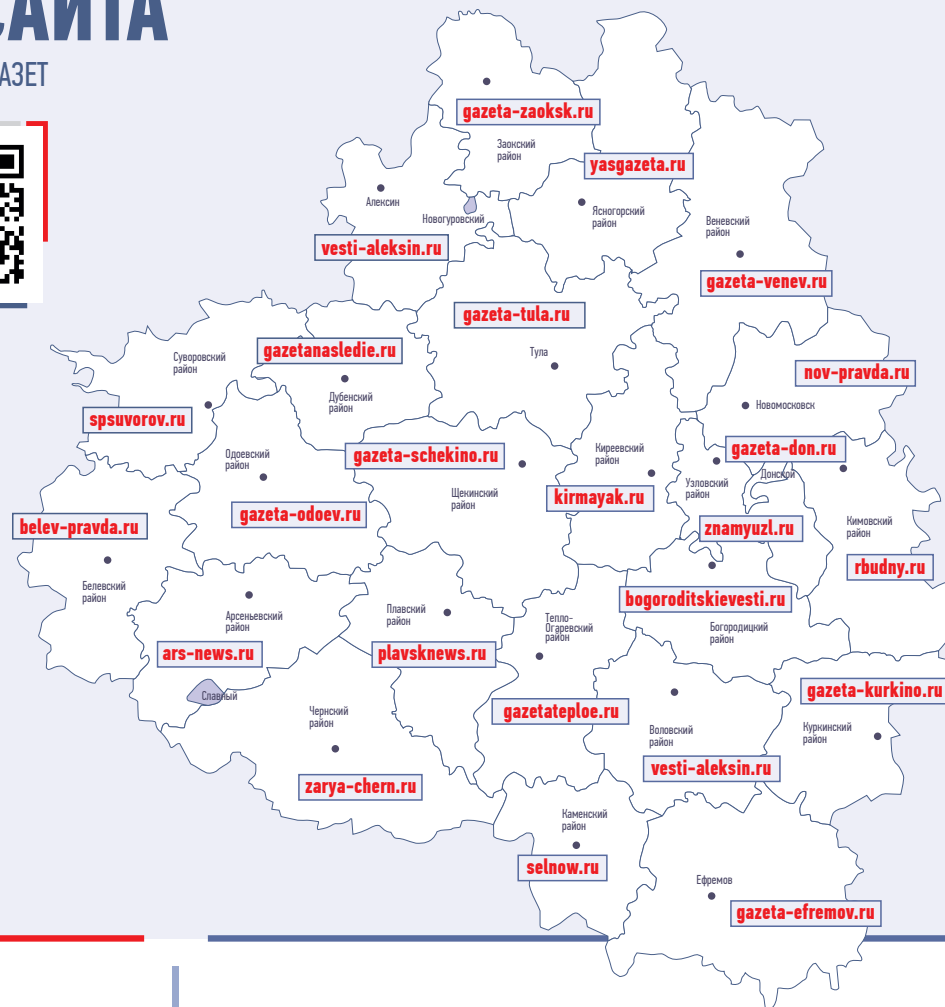 САЙТА
АЗЕТ
gazeta-zaoksk.ru
Заокский
район
yasgazeta.ru
Алексин
Новогуровский
Ясногорский
район
Веневский
район
vesti-aleksin.ru
gazeta-venev.ru
gazeta-tula.ru
Тула
Суворовский
район
gazetanasledie.ru
Дубенский
район
nov-pravda.ru
Новомосковск
spsuvorov.ru
Одоевский
район
gazeta-schekino.ru
Щекинский
район
Киреевский
район
kirmayak.ru
gazeta-don.ru
Донской
Узловский
район
gazeta-odoev.ru
belev-pravda.ru
Белевский
район
znamyuzl.ru
Кимовский
район
rbudny.ru
bogoroditskievesti.ru
Богородицкий
район
Арсеньевский
район
ars-news.ru
Славный
Плавский
район
plavsknews.ru
Тепло-
Огаревский
район
gazetateploe.ru
Чернский
район
zarya-chern.ru
Воловский
район
vesti-aleksin.ru
gazeta-kurkino.ru
Куркинский
район
Каменский
район
selnow.ru
Ефремов
gazeta-efremov.ru